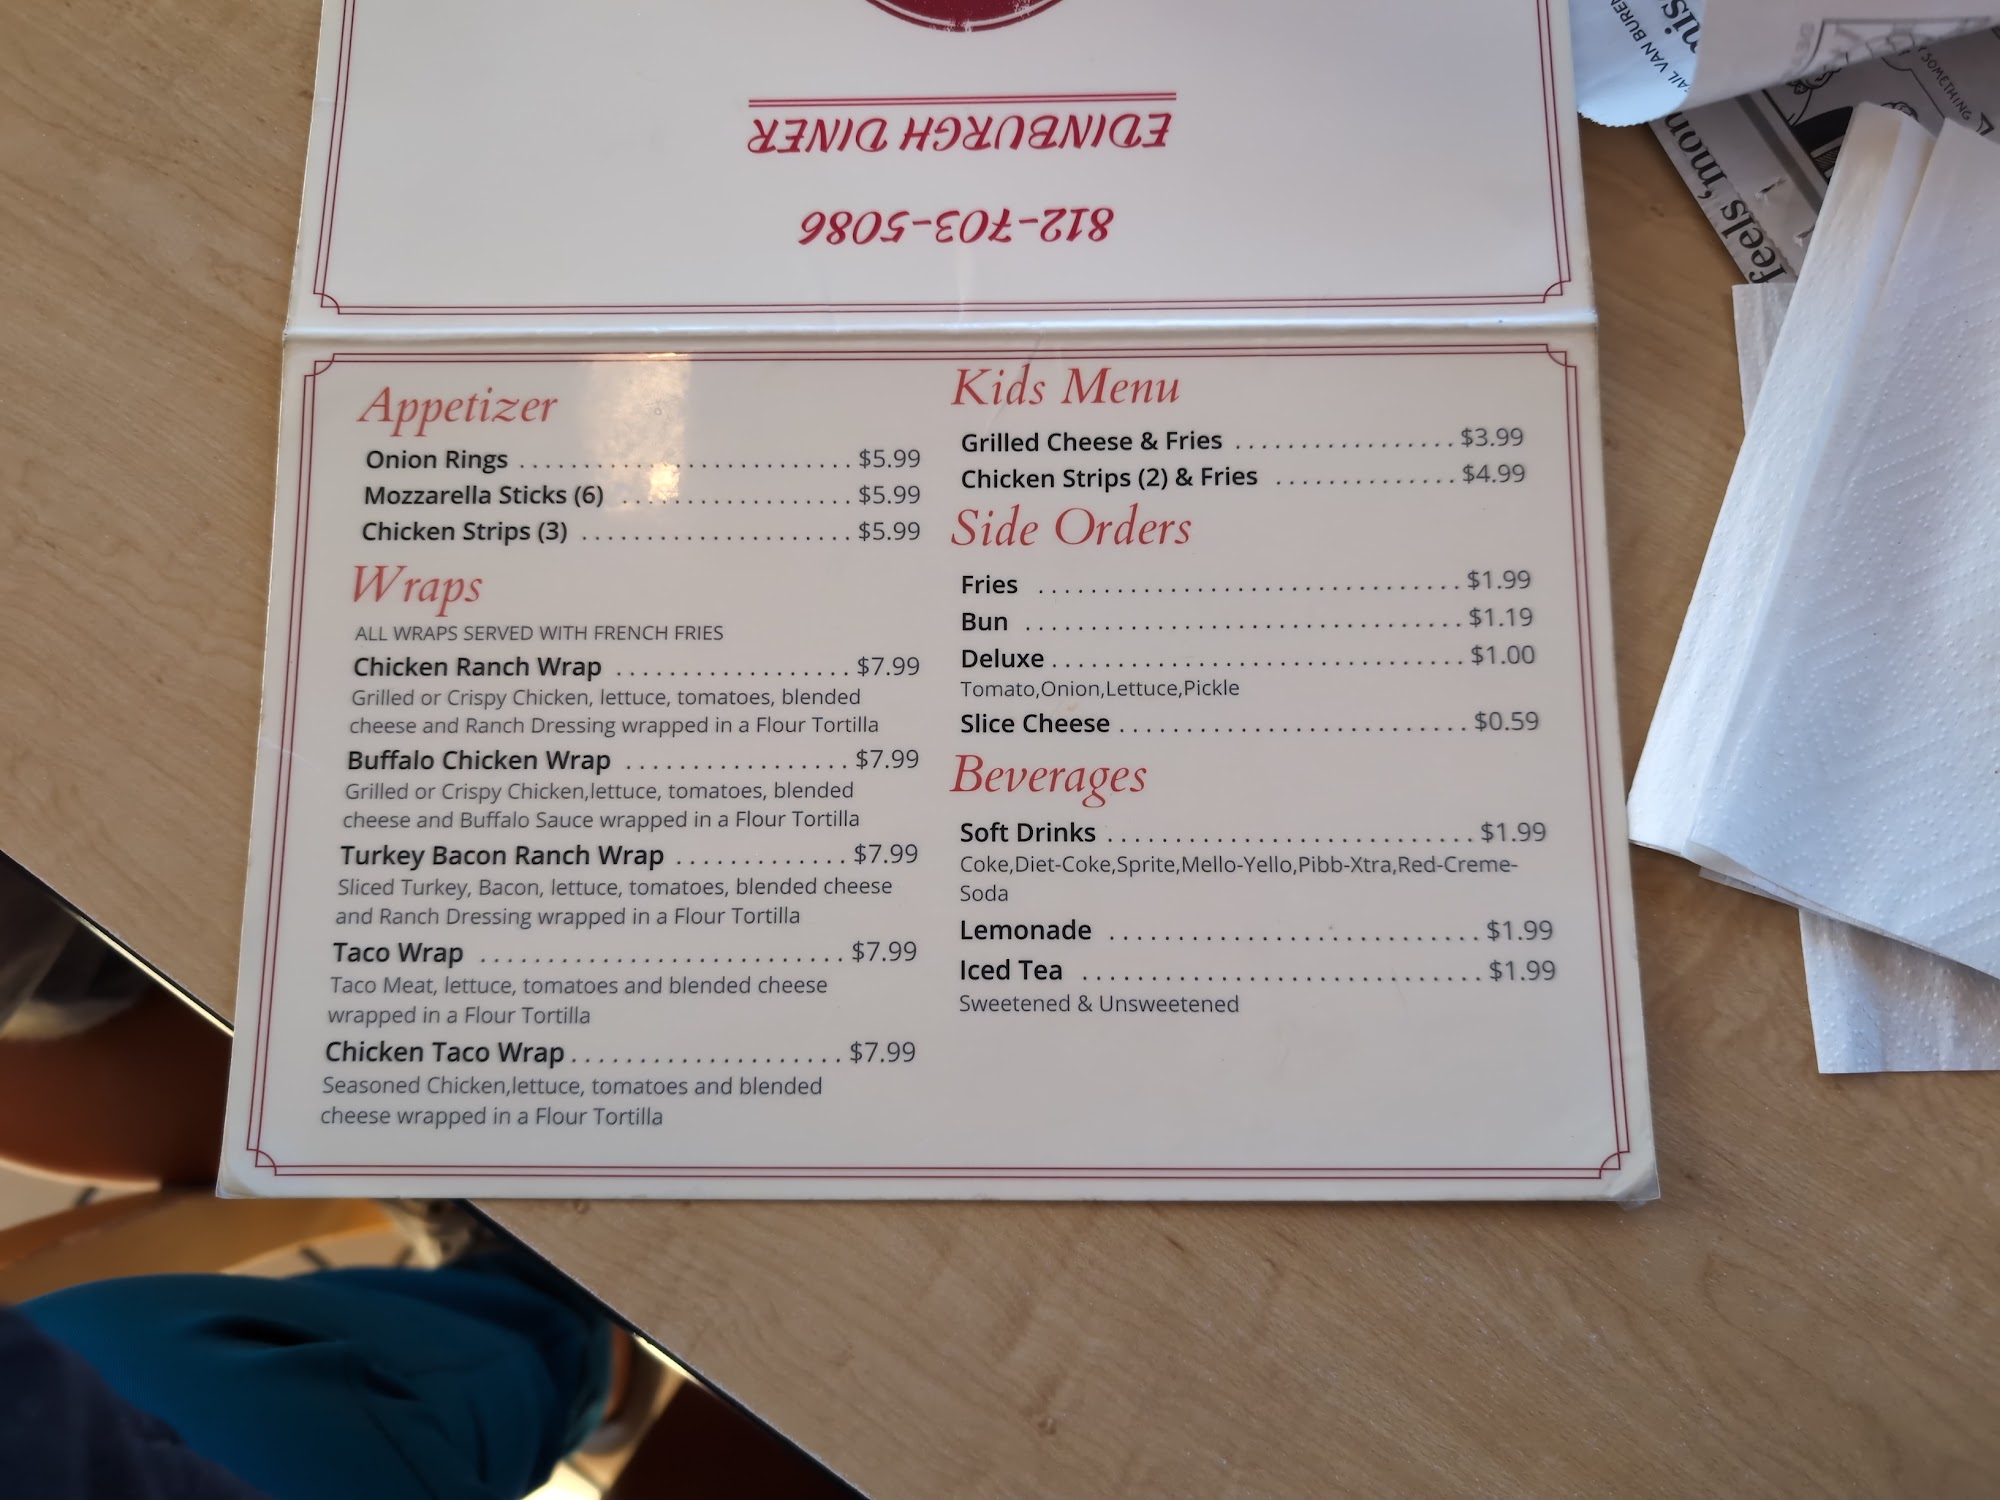 EDINBURGH DINER
812-703-5086
Appetizer
Onion Rings ........................ $5.99
Mozzarella Sticks (6) ................. $5.99
Chicken Strips (3) .................... $5.99
Wraps
ALL WRAPS SERVED WITH FRENCH FRIES
Chicken Ranch Wrap .................. $7.99
Grilled or Crispy Chicken, lettuce, tomatoes, blended
cheese and Ranch Dressing wrapped in a Flour Tortilla
Buffalo Chicken Wrap ................. $7.99
Grilled or Crispy Chicken,lettuce, tomatoes, blended
cheese and Buffalo Sauce wrapped in a Flour Tortilla
Turkey Bacon Ranch Wrap ............. $7.99
Sliced Turkey, Bacon, lettuce, tomatoes, blended cheese
and Ranch Dressing wrapped in a Flour Tortilla
Taco Wrap ........................... $7.99
Taco Meat, lettuce, tomatoes and blended cheese
wrapped in a Flour Tortilla
Chicken Taco Wrap .................... $7.99
Seasoned Chicken,lettuce, tomatoes and blended
cheese wrapped in a Flour Tortilla
Kids Menu
Grilled Cheese & Fries ................. $3.99
Chicken Strips (2) & Fries .............. $4.99
Side Orders
Fries ................................. $1.99
Bun ................................. $1.19
Deluxe ............................... $1.00
Tomato,Onion,Lettuce,Pickle
Slice Cheese .......................... $0.59
Beverages
Soft Drinks ........................... $1.99
Coke,Diet-Coke,Sprite,Mello-Yello,Pibb-Xtra,Red-Creme-
Soda
Lemonade ........................... $1.99
Iced Tea ............................. $1.99
Sweetened & Unsweetened
VAN BUREN
SOMETHING
feels 'mon